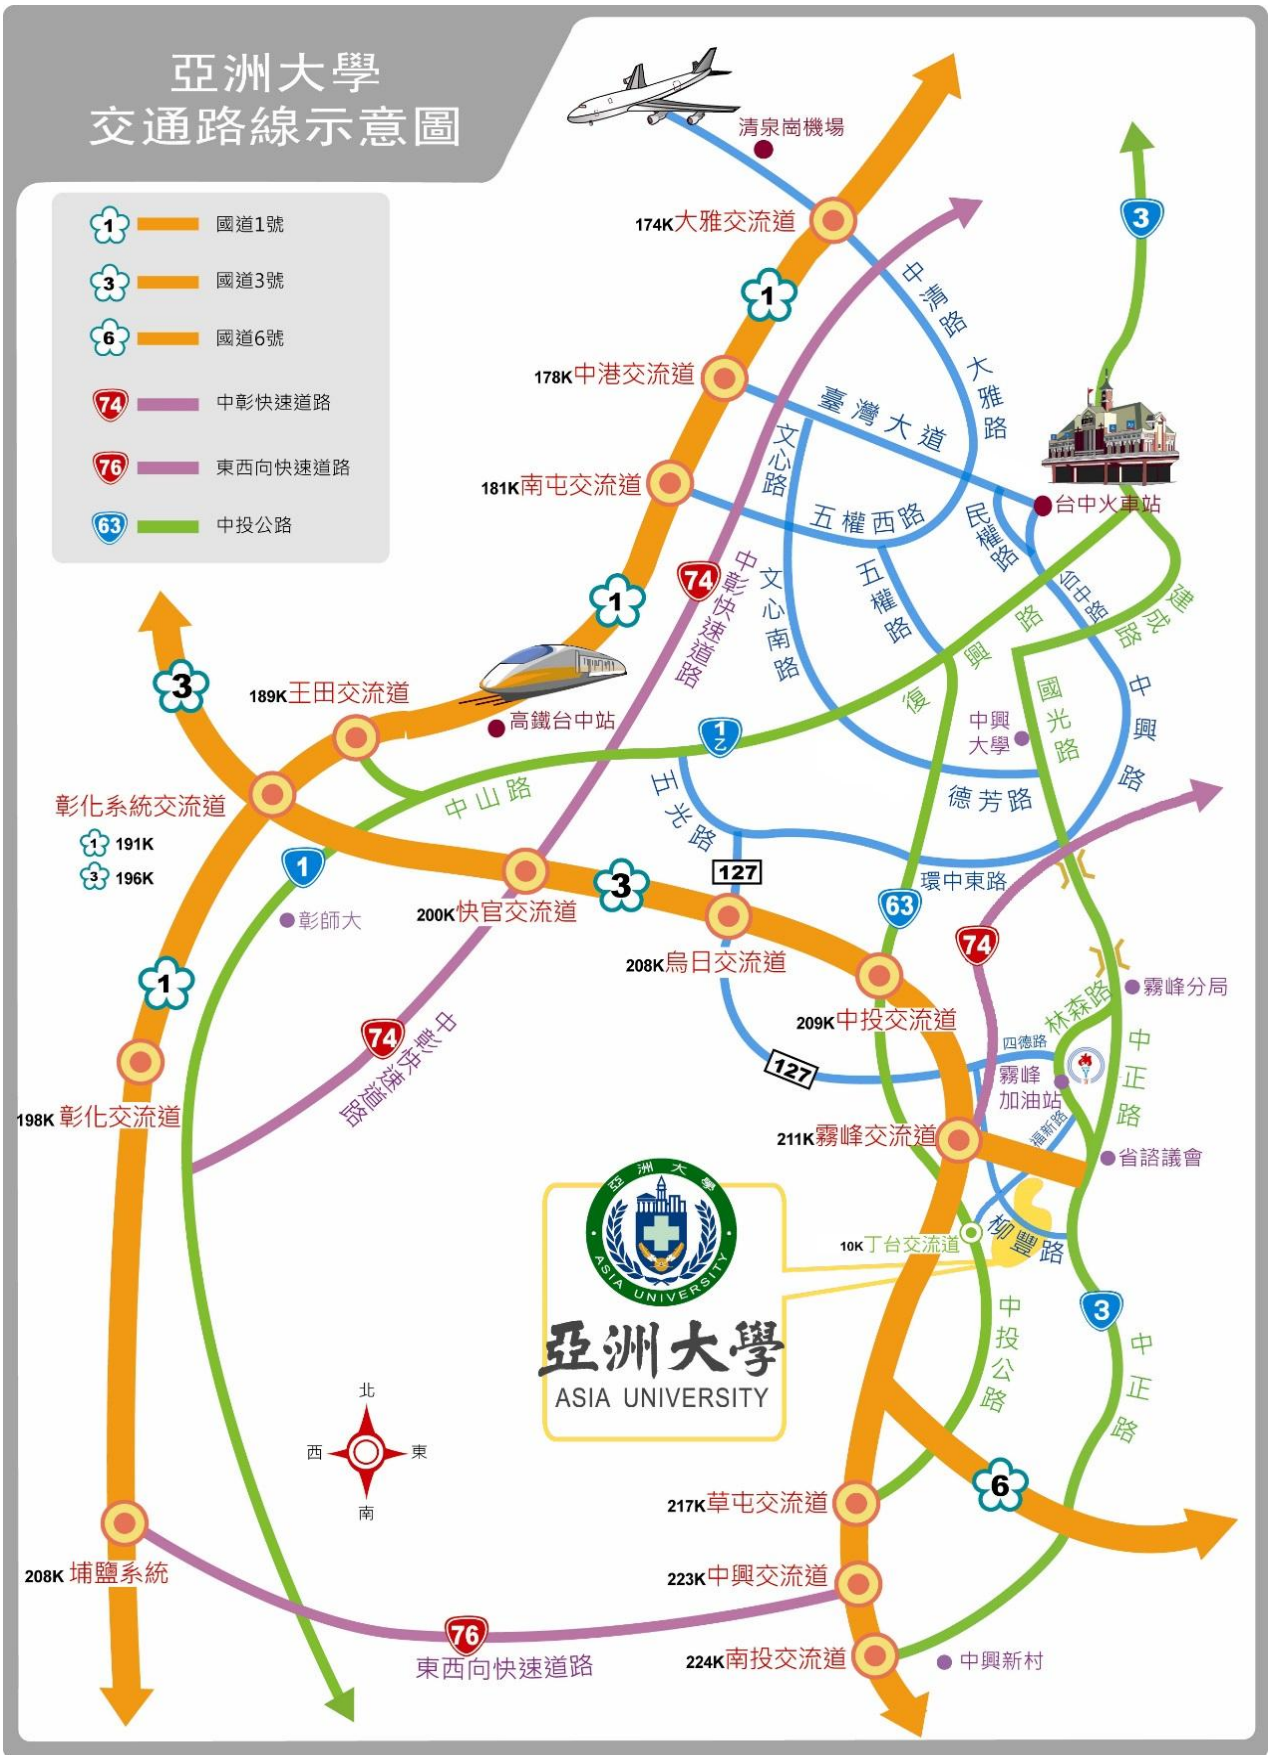 亞洲大學
交通路線示意圖
1 國道1號
3 國道3號
6 國道6號
74 中彰快速道路
76 東西向快速道路
63 中投公路
清泉崗機場
3
174K大雅交流道
中清路
1
大雅路
178K中港交流道
臺灣大道
文心路
181K南屯交流道
五權西路
民權路
台中火車站
74
中彰快速道路
文心南路
五權路
台中路
建成路
1
復興路
3
189K王田交流道
高鐵台中站
1乙
中興大學
國光路
中興路
彰化系統交流道
1 191K
3 196K
中山路
五光路
德芳路
1
127
環中東路
3
63
彰師大
200K快官交流道
74
208K烏日交流道
霧峰分局
1
林森路
209K中投交流道
74
中彰快速道路
四德路
127
霧峰加油站
中正路
198K 彰化交流道
211K霧峰交流道
福新路
省諮議會
亞洲大學
ASIA UNIVERSITY
10K丁台交流道
柳豐路
3
中投公路
中正路
亞洲大學
ASIA UNIVERSITY
北
西
東
南
6
217K草屯交流道
208K 埔鹽系統
223K中興交流道
76
東西向快速道路
224K南投交流道
中興新村